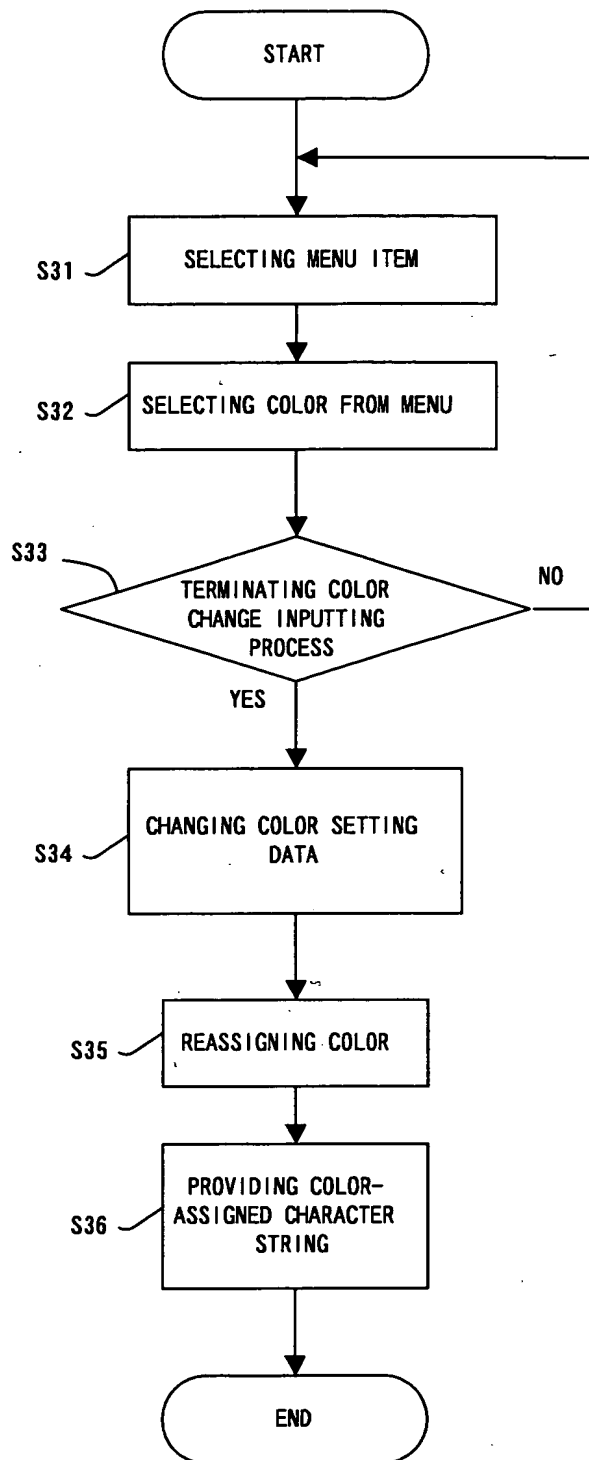 START
S31
SELECTING MENU ITEM
S32
SELECTING COLOR FROM MENU
S33
TERMINATING COLOR
CHANGE INPUTTING
PROCESS
NO
YES
S34
CHANGING COLOR SETTING
DATA
S35
REASSIGNING COLOR
S36
PROVIDING COLOR-
ASSIGNED CHARACTER
STRING
END